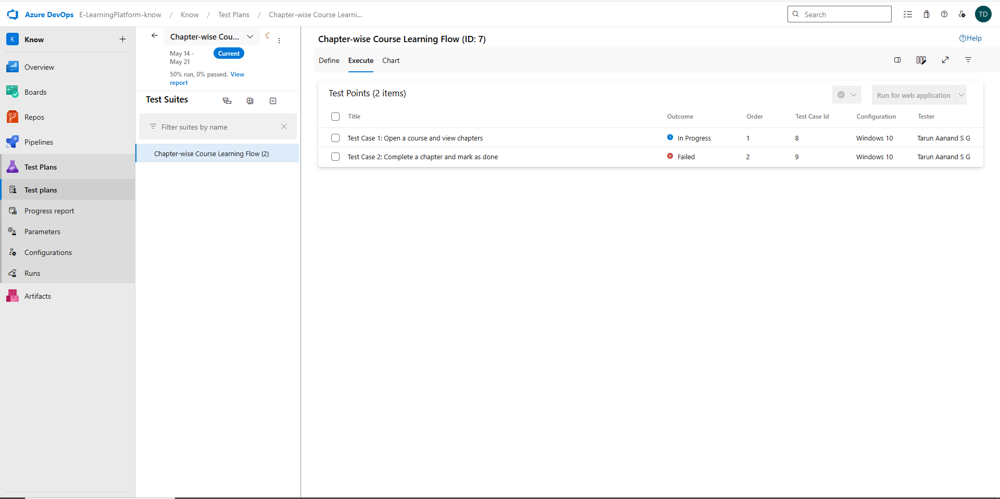 Azure DevOps E-LearningPlatform-know / Know / Test Plans / Chapter-wise Course Learni...
Search
TD
K Know
Overview
Boards
Repos
Pipelines
Test Plans
Test plans
Progress report
Parameters
Configurations
Runs
Artifacts
Chapter-wise Cou...
May 14 -
May 21
Current
50% run, 0% passed. View
report
Test Suites
Filter suites by name
Chapter-wise Course Learning Flow (2)
Chapter-wise Course Learning Flow (ID: 7)
Help
Define Execute Chart
Test Points (2 items)
Run for web application
Title Outcome Order Test Case Id Configuration Tester
Test Case 1: Open a course and view chapters In Progress 1 8 Windows 10 Tarun Aanand S G
Test Case 2: Complete a chapter and mark as done Failed 2 9 Windows 10 Tarun Aanand S G